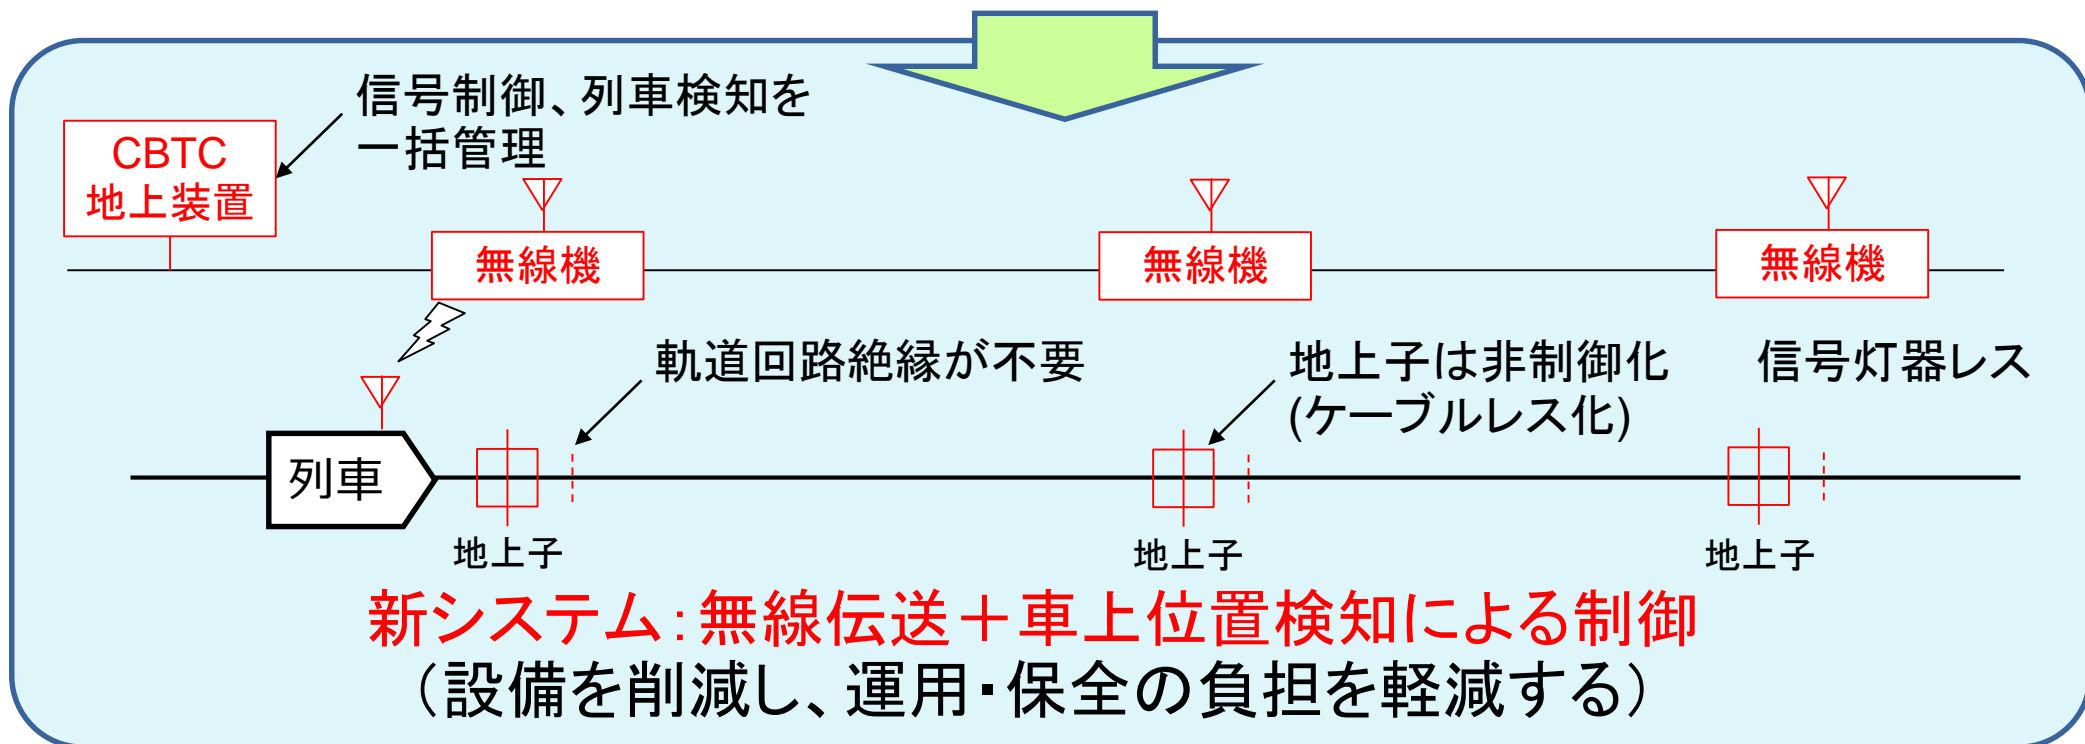 信号制御、列車検知を
一括管理
CBTC
地上装置
無線機
無線機
無線機
軌道回路絶縁が不要
地上子は非制御化
(ケーブルレス化)
信号灯器レス
列車
地上子
地上子
地上子
新システム：無線伝送＋車上位置検知による制御
（設備を削減し、運用・保全の負担を軽減する）